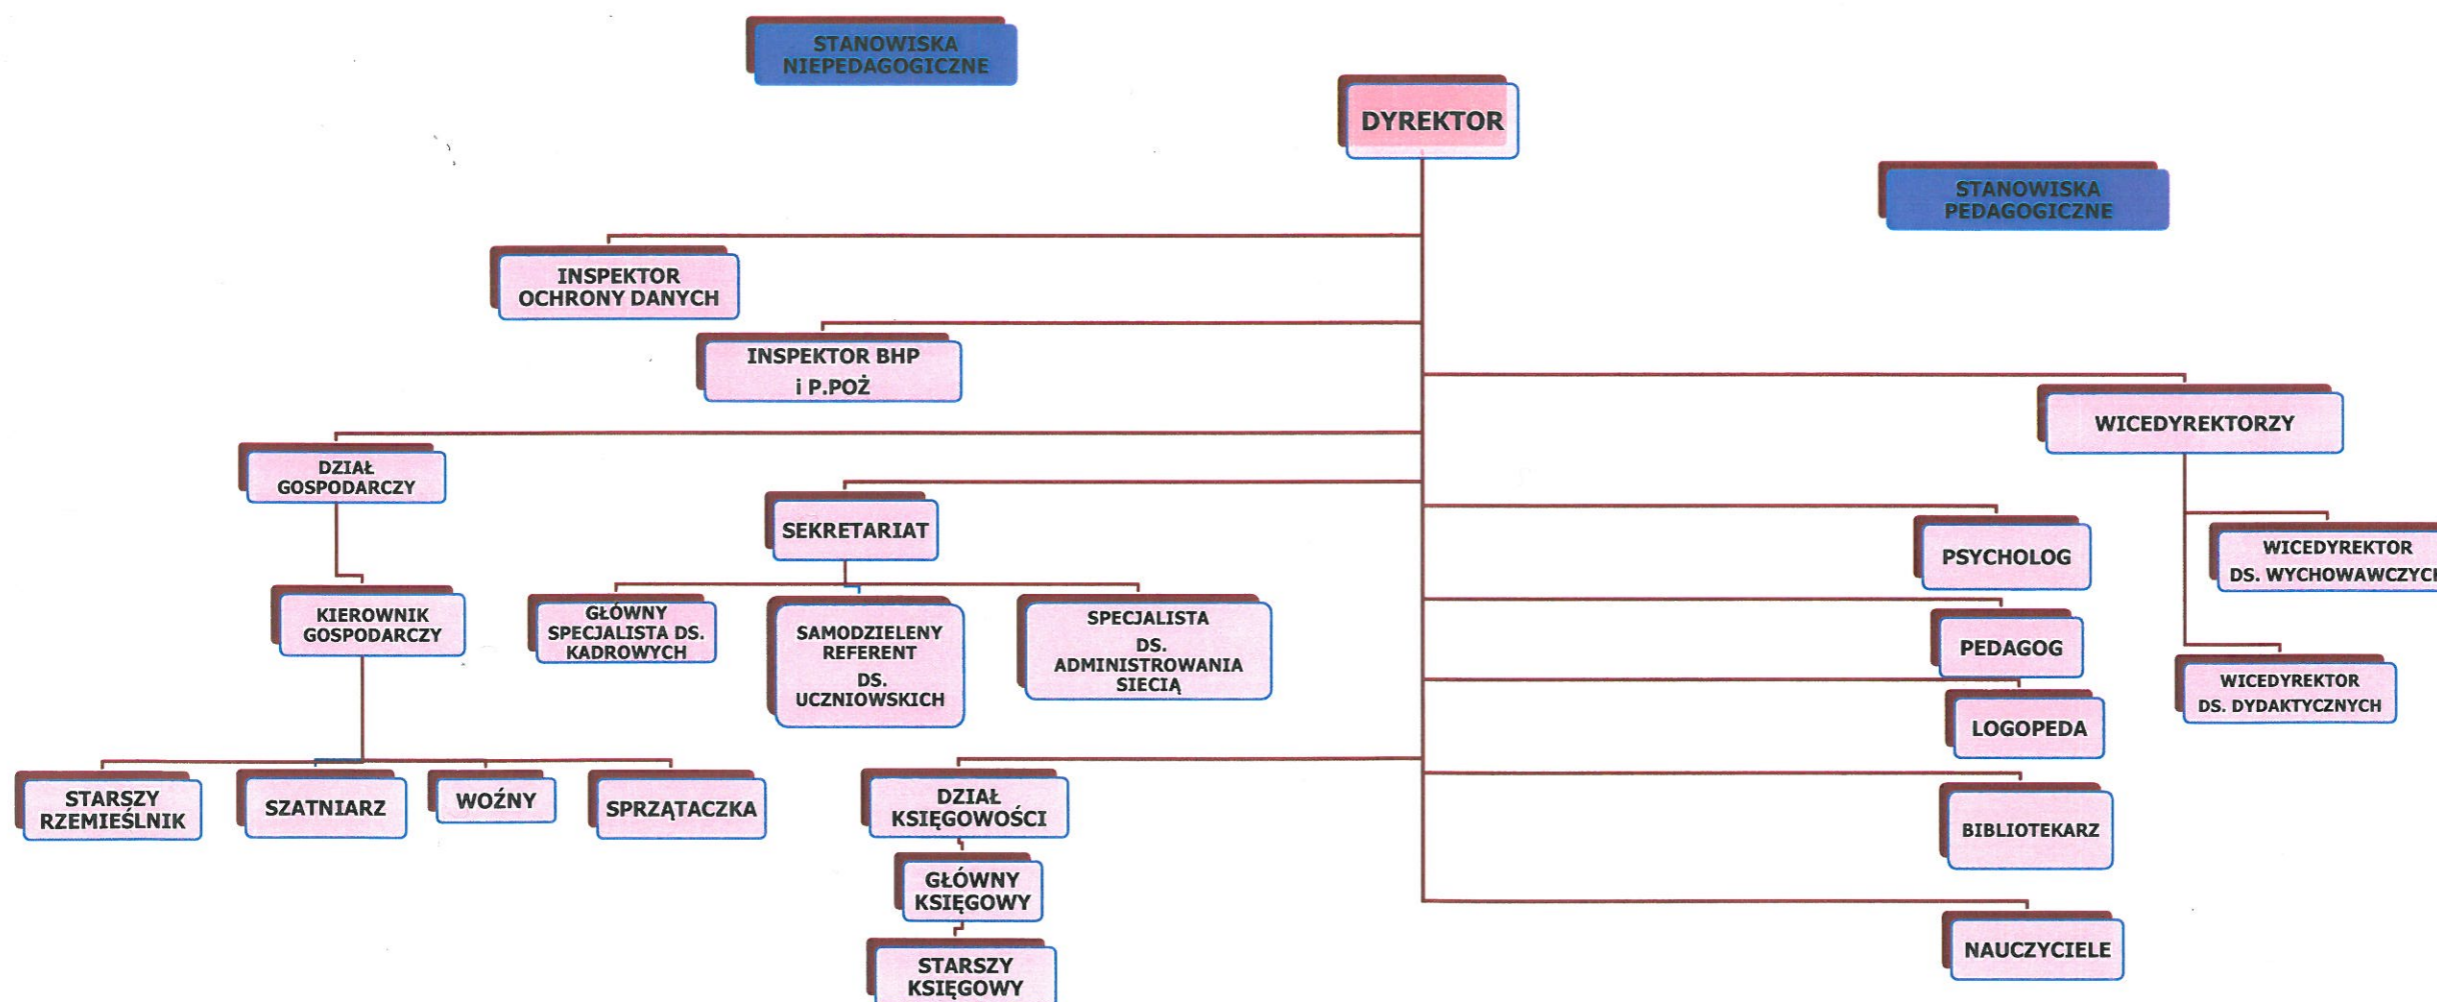 STANOWISKA
NIEPEDAGOGICZNE
DYREKTOR
STANOWISKA
PEDAGOGICZNE
INSPEKTOR
OCHRONY DANYCH
INSPEKTOR BHP
i P.POŻ
WICEDYREKTORZY
DZIAŁ
GOSPODARCZY
SEKRETARIAT
PSYCHOLOG
WICEDYREKTOR
DS. WYCHOWAWCZYCH
KIEROWNIK
GOSPODARCZY
GŁÓWNY
SPECJALISTA DS.
KADROWYCH
SAMODZIELENY
REFERENT
DS.
UCZNIOWSKICH
SPECJALISTA
DS.
ADMINISTROWANIA
SIECIĄ
PEDAGOG
WICEDYREKTOR
DS. DYDAKTYCZNYCH
LOGOPEDA
STARSZY
RZEMIEŚLNIK
SZATNIARZ
WOŹNY
SPRZĄTACZKA
DZIAŁ
KSIĘGOWOŚCI
BIBLIOTEKARZ
GŁÓWNY
KSIĘGOWY
NAUCZYCIELE
STARSZY
KSIĘGOWY